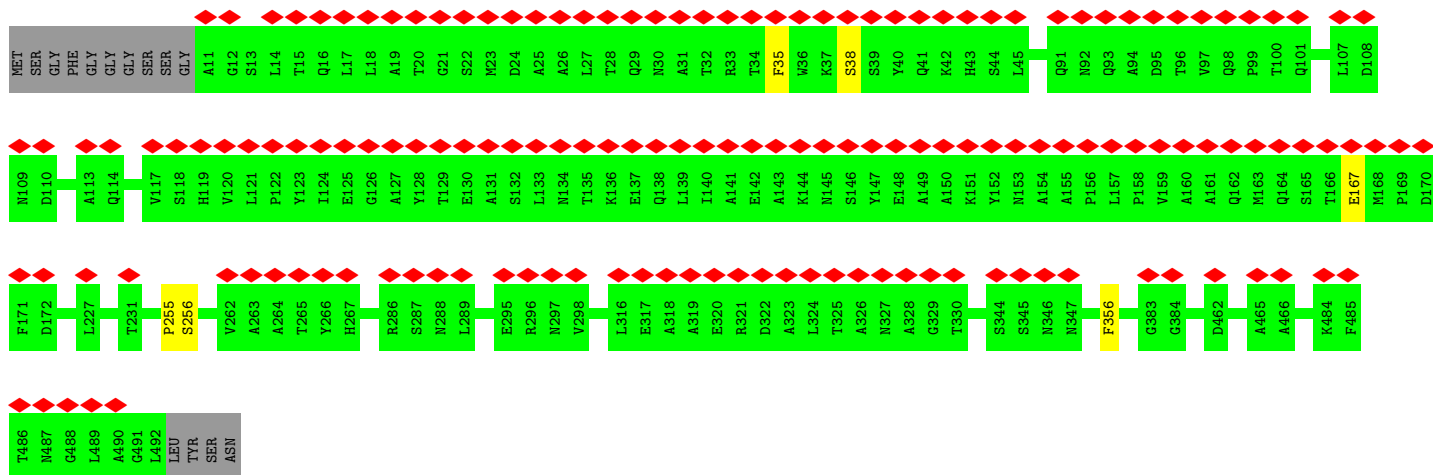 MET SER GLY PHE GLY GLY GLY SER SER GLY A11 G12 S13 L14 T15 Q16 L17 L18 A19 T20 G21 S22 M23 D24 A25 A26 L27 T28 Q29 N30 A31 T32 R33 T34 F35 W36 K37 S38 S39 Y40 Q41 K42 H43 S44 L45 Q91 N92 Q93 A94 D95 T96 V97 Q98 P99 T100 Q101 L107 D108
N109 D110 A113 Q114 V117 S118 H119 V120 L121 P122 Y123 I124 E125 G126 A127 Y128 T129 E130 A131 S132 L133 N134 T135 K136 E137 Q138 L139 I140 A141 E142 A143 K144 N145 S146 Y147 E148 A149 A150 K151 Y152 N153 A154 A155 P156 L157 P158 V159 A160 A161 Q162 M163 Q164 S165 T166 E167 M168 P169 D170
F171 D172 L227 T231 P255 S256 V262 A263 A264 T265 Y266 H267 R286 S287 N288 L289 E295 R296 N297 V298 L316 E317 A318 A319 E320 R321 D322 A323 L324 T325 A326 N327 A328 G329 T330 S344 S345 N346 N347 F356 G383 G384 D462 A465 A466 K484 F485
T486 N487 G488 L489 A490 G491 L492 LEU TYR SER ASN